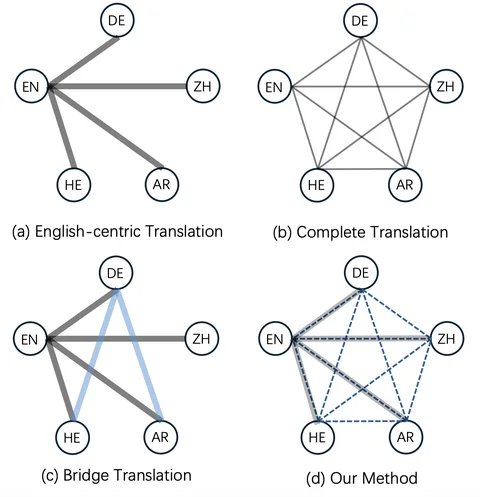 DE
DE
EN
ZH
EN
ZH
HE
AR
HE
AR
(a) English-centric Translation
(b) Complete Translation
DE
DE
EN
ZH
EN
ZH
HE
AR
HE
AR
(c) Bridge Translation
(d) Our Method